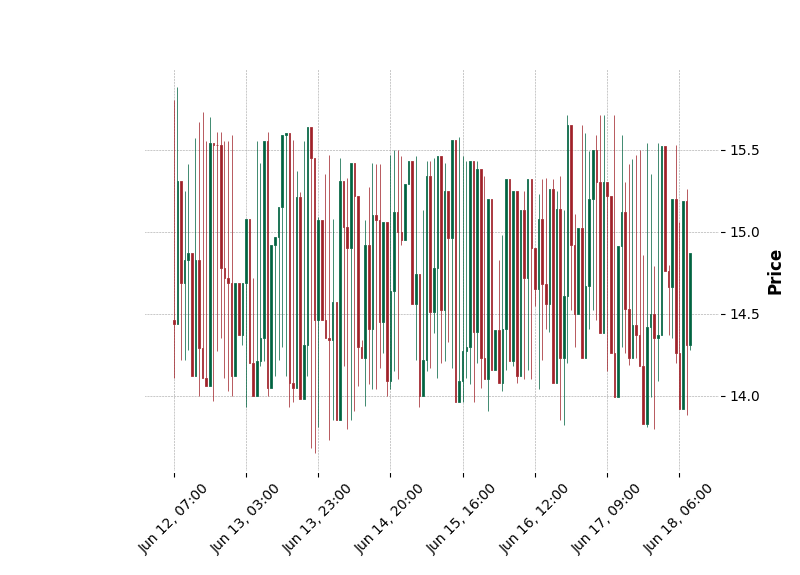 15.5
15.0
14.5
14.0
Price
Jun 12, 07:00
Jun 13, 03:00
Jun 13, 23:00
Jun 14, 20:00
Jun 15, 16:00
Jun 16, 12:00
Jun 17, 09:00
Jun 18, 06:00